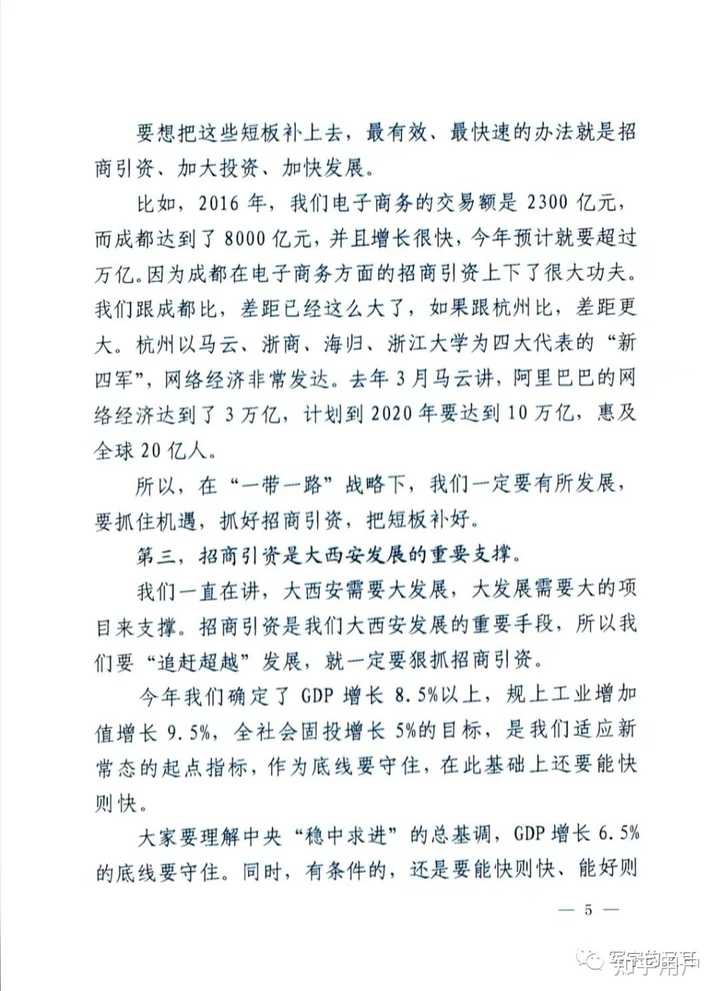 要想把这些短板补上去，最有效、最快速的办法就是招
商引资、加大投资、加快发展。
比如，2016 年，我们电子商务的交易额是 2300 亿元，
而成都达到了 8000 亿元，并且增长很快，今年预计就要超过
万亿。因为成都在电子商务方面的招商引资上下了很大功夫。
我们跟成都比，差距已经这么大了，如果跟杭州比，差距更
大。杭州以马云、浙商、海归、浙江大学为四大代表的“新
四军”，网络经济非常发达。去年 3 月马云讲，阿里巴巴的网
络经济达到了 3 万亿，计划到 2020 年要达到 10 万亿，惠及
全球 20 亿人。
所以，在“一带一路”战略下，我们一定要有所发展，
要抓住机遇，抓好招商引资，把短板补好。
第三，招商引资是大西安发展的重要支撑。
我们一直在讲，大西安需要大发展，大发展需要大的项
目来支撑。招商引资是我们大西安发展的重要手段，所以我
们要“追赶超越”发展，就一定要狠抓招商引资。
今年我们确定了 GDP 增长 8.5%以上，规上工业增加
值增长 9.5%，全社会固投增长 5%的目标，是我们适应新
常态的起点指标，作为底线要守住，在此基础上还要能快
则快。
大家要理解中央“稳中求进”的总基调，GDP 增长 6.5%
的底线要守住。同时，有条件的，还是要能快则快、能好则
— 5 —
知乎用户